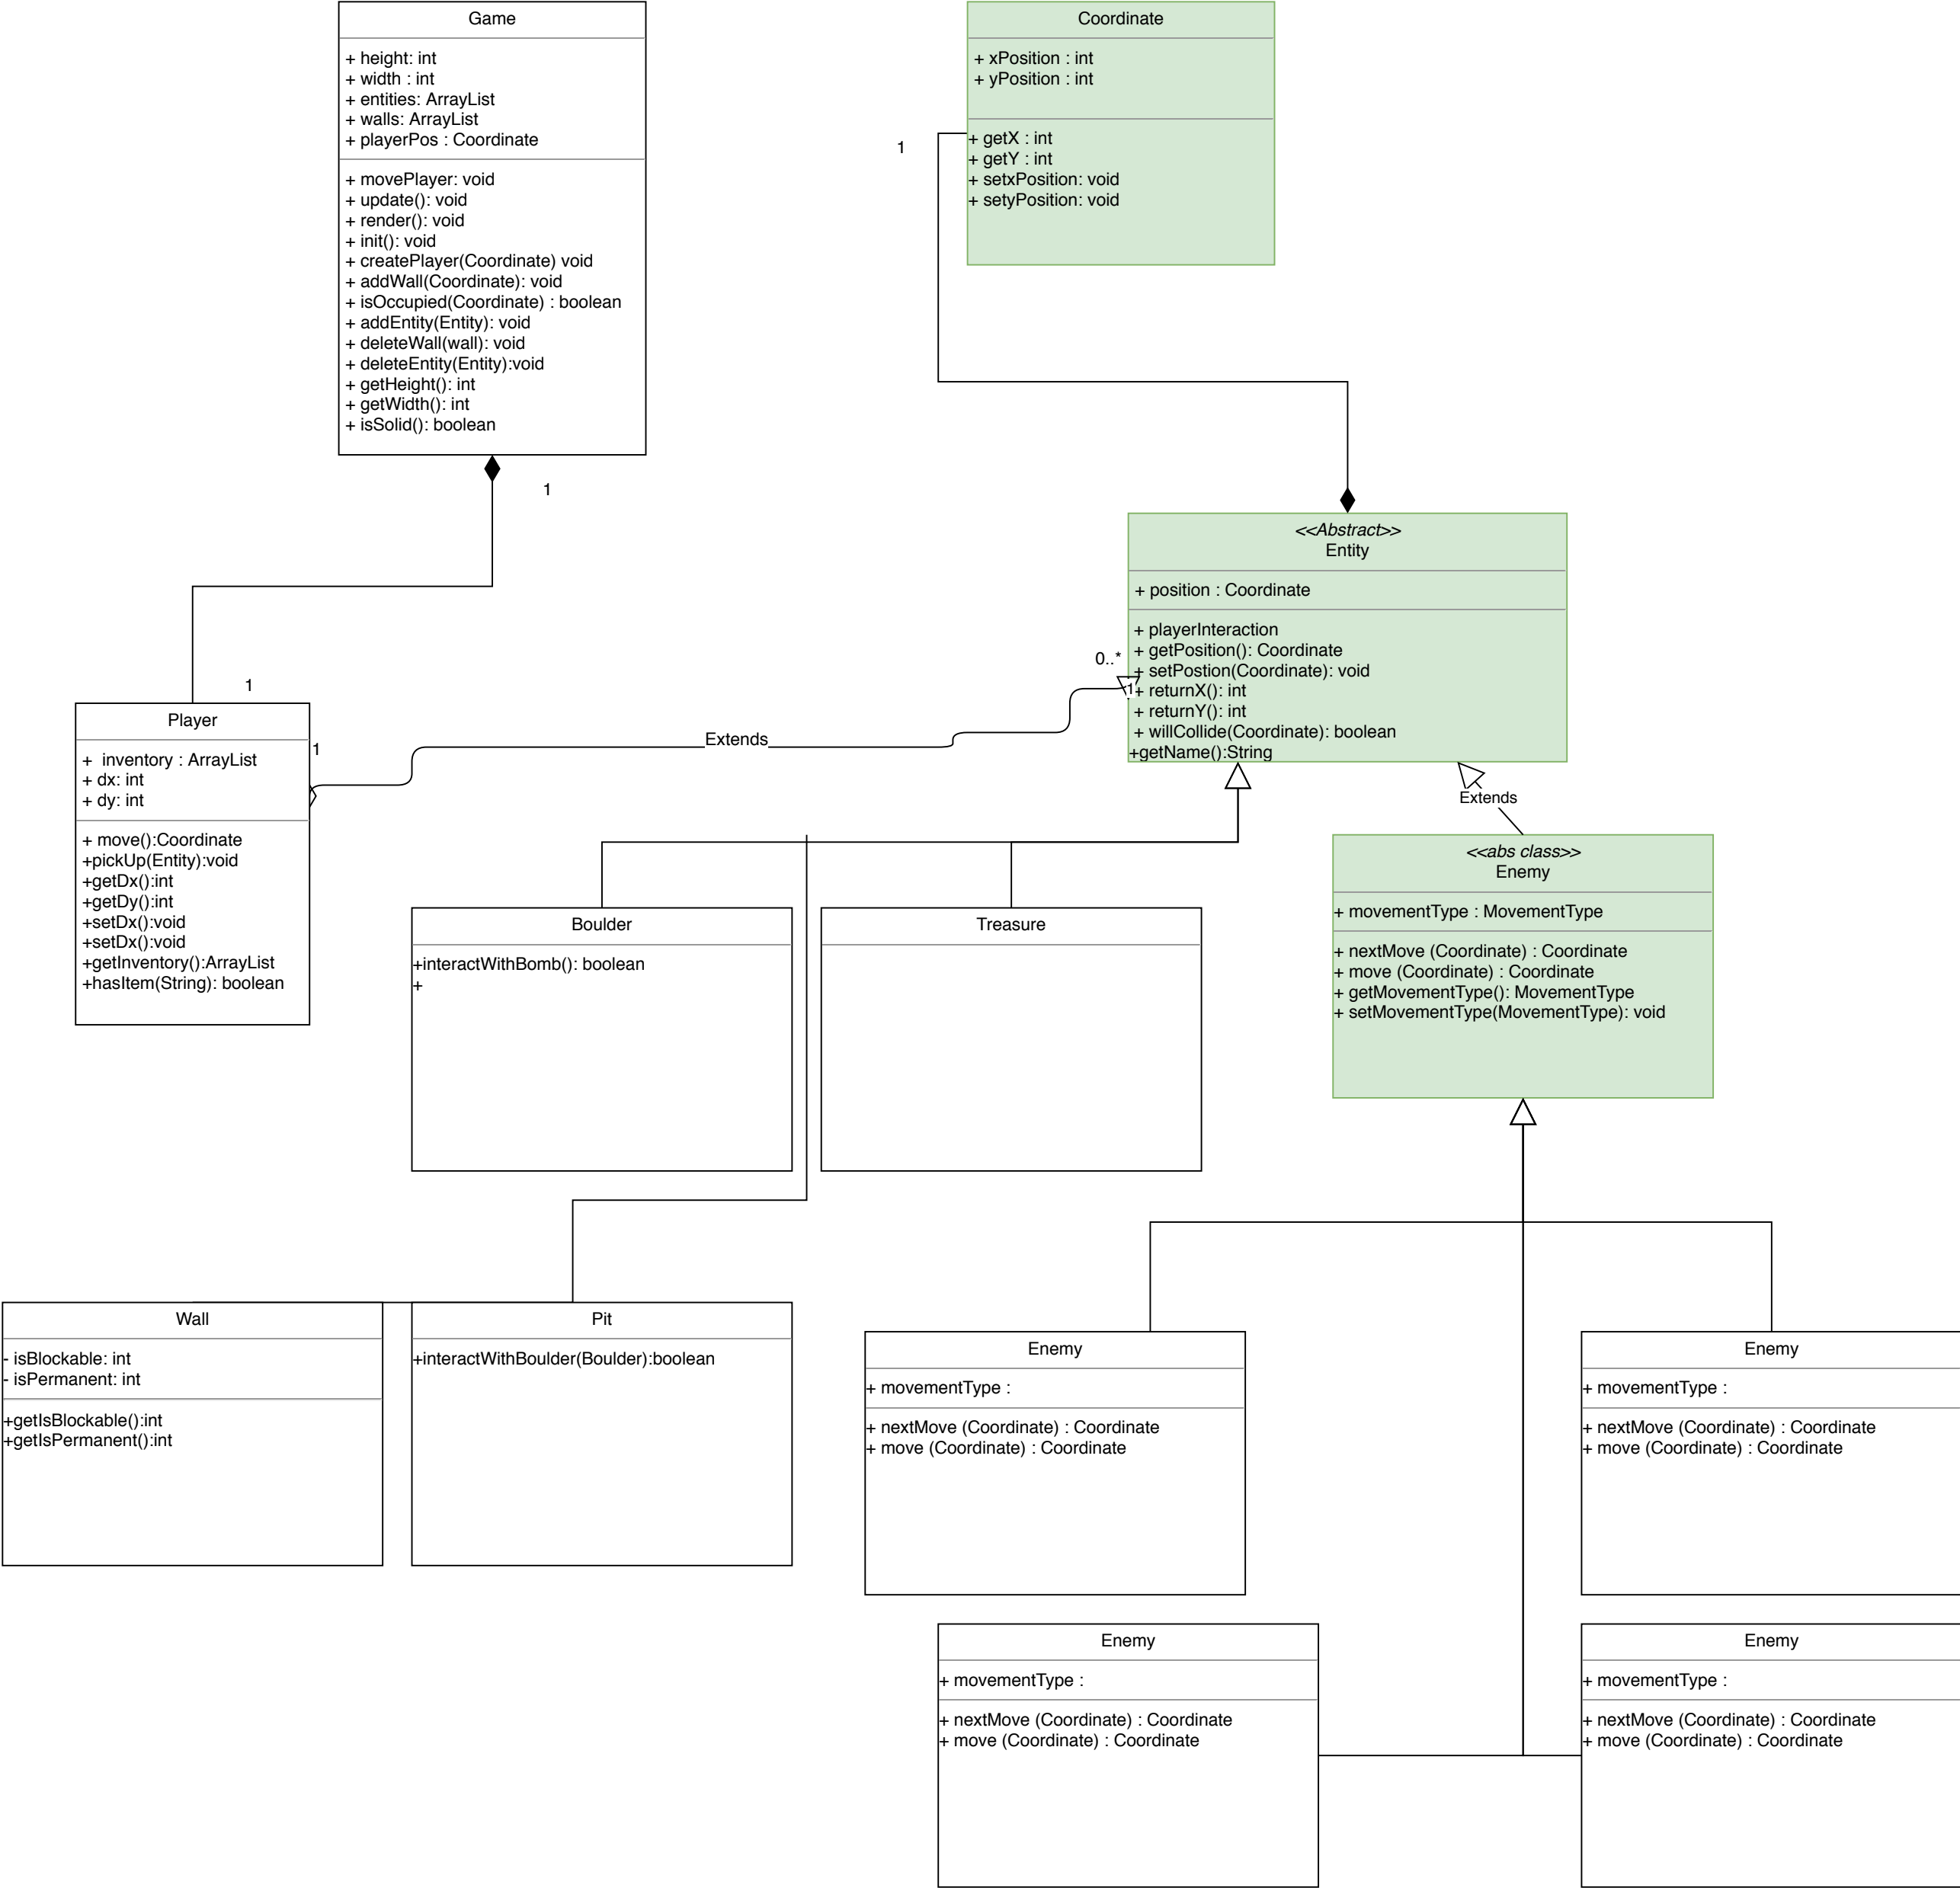 Game
+ height: int
+ width : int
+ entities: ArrayList
+ walls: ArrayList
+ playerPos : Coordinate
+ movePlayer: void
+ update(): void
+ render(): void
+ init(): void
+ createPlayer(Coordinate) void
+ addWall(Coordinate): void
+ isOccupied(Coordinate) : boolean
+ addEntity(Entity): void
+ deleteWall(wall): void
+ deleteEntity(Entity):void
+ getHeight(): int
+ getWidth(): int
+ isSolid(): boolean
1
Coordinate
+ xPosition : int
+ yPosition : int
+ getX : int
+ getY : int
+ setxPosition: void
+ setyPosition: void
1
<<Abstract>>
Entity
+ position : Coordinate
+ playerInteraction
+ getPosition(): Coordinate
+ setPostion(Coordinate): void
+ returnX(): int
+ returnY(): int
+ willCollide(Coordinate): boolean
+getName():String
0..*
1
Extends
1
1
Player
+ inventory : ArrayList
+ dx: int
+ dy: int
+ move():Coordinate
+pickUp(Entity):void
+getDx():int
+getDy():int
+setDx():void
+setDx():void
+getInventory():ArrayList
+hasItem(String): boolean
Extends
<<abs class>>
Enemy
+ movementType : MovementType
+ nextMove (Coordinate) : Coordinate
+ move (Coordinate) : Coordinate
+ getMovementType(): MovementType
+ setMovementType(MovementType): void
Boulder
+interactWithBomb(): boolean
+
Treasure
Wall
- isBlockable: int
- isPermanent: int
+getIsBlockable():int
+getIsPermanent():int
Pit
+interactWithBoulder(Boulder):boolean
Enemy
+ movementType :
+ nextMove (Coordinate) : Coordinate
+ move (Coordinate) : Coordinate
Enemy
+ movementType :
+ nextMove (Coordinate) : Coordinate
+ move (Coordinate) : Coordinate
Enemy
+ movementType :
+ nextMove (Coordinate) : Coordinate
+ move (Coordinate) : Coordinate
Enemy
+ movementType :
+ nextMove (Coordinate) : Coordinate
+ move (Coordinate) : Coordinate